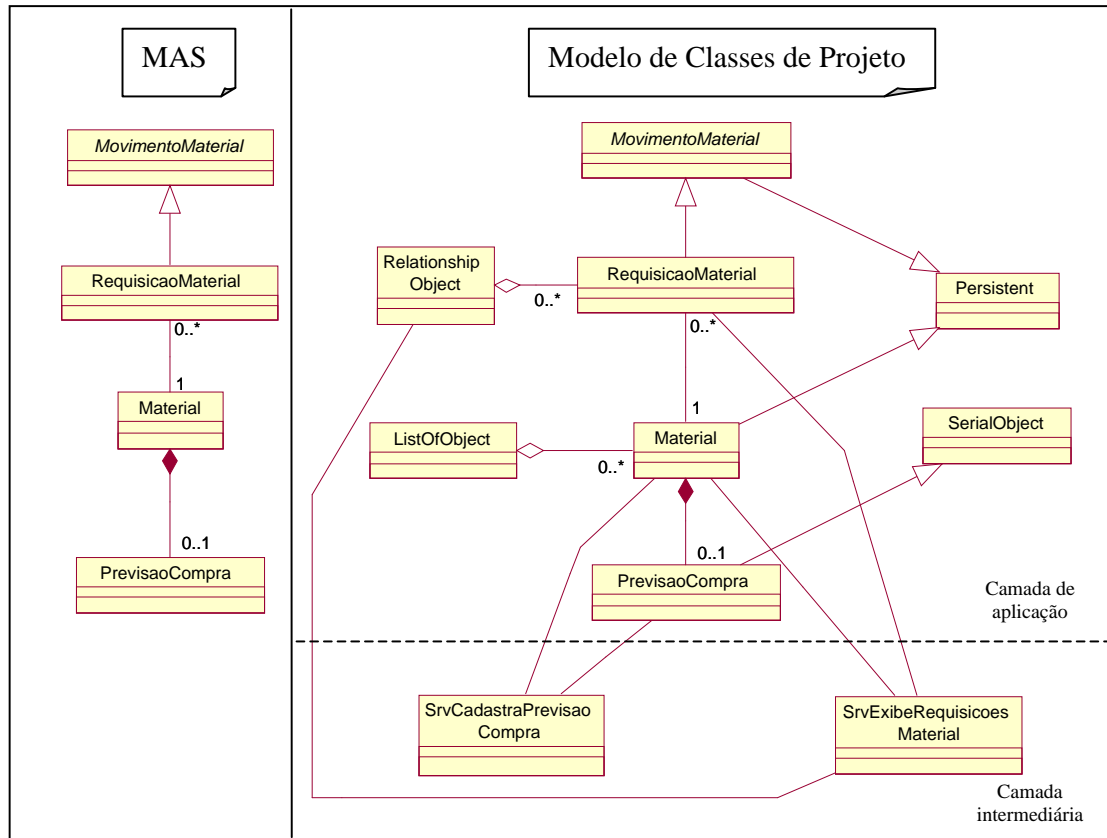 MAS
MovimentoMaterial
RequisicaoMaterial
0..*
1
Material
0..1
PrevisaoCompra
Modelo de Classes de Projeto
MovimentoMaterial
Relationship
Object
0..*
RequisicaoMaterial
0..*
Persistent
1
ListOfObject
0..*
Material
SerialObject
0..1
PrevisaoCompra
Camada de
aplicação
SrvCadastraPrevisao
Compra
SrvExibeRequisicoes
Material
Camada
intermediária